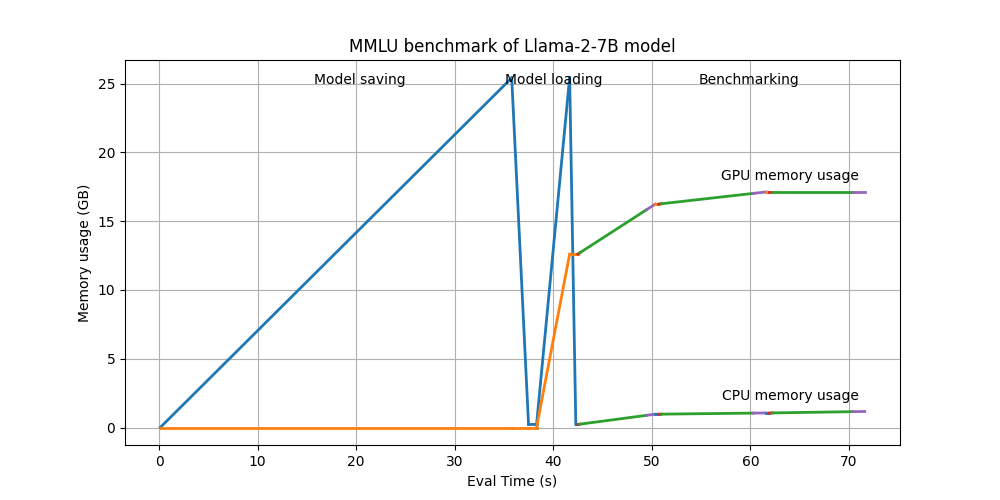 MMLU benchmark of Llama-2-7B model
Model saving
Model loading
Benchmarking
GPU memory usage
CPU memory usage
Memory usage (GB)
25
20
15
10
5
0
0 10 20 30 40 50 60 70
Eval Time (s)